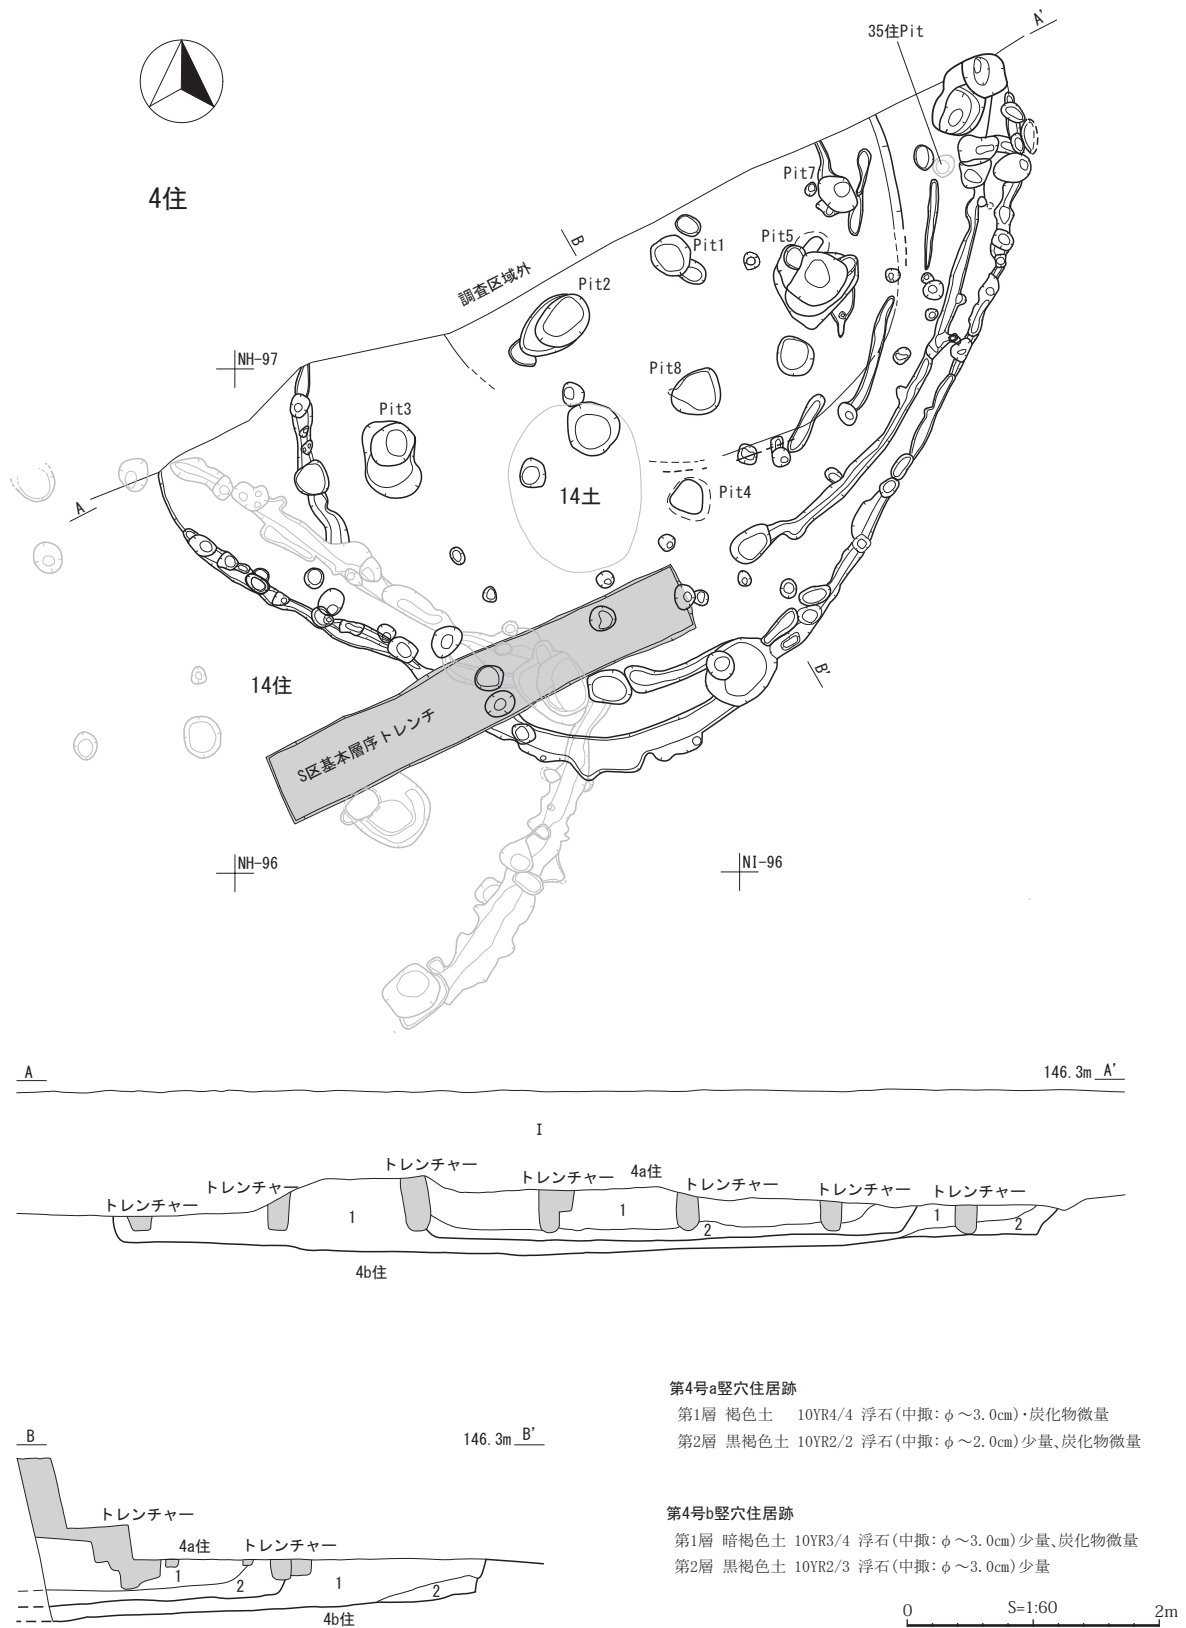 A'
35住Pit
4住
Pit7
B
Pit1
Pit5
調査区域外
Pit2
NH-97
Pit8
Pit3
14土
Pit4
A
B'
14住
S区基本層序トレンチ
NH-96
NI-96
A
146.3m A'
I
トレンチャー
トレンチャー
トレンチャー
トレンチャー
4a住
トレンチャー
トレンチャー
トレンチャー
1
1
2
1
2
4b住
B
146.3m B'
トレンチャー
4a住
トレンチャー
1
2
1
2
4b住
第4号a竪穴住居跡
第1層 褐色土 10YR4/4 浮石(中掫:φ～3.0㎝)・炭化物微量
第2層 黒褐色土 10YR2/2 浮石(中掫:φ～2.0㎝)少量、炭化物微量
第4号b竪穴住居跡
第1層 暗褐色土 10YR3/4 浮石(中掫:φ～3.0㎝)少量、炭化物微量
第2層 黒褐色土 10YR2/3 浮石(中掫:φ～3.0㎝)少量
0 S=1:60 2m